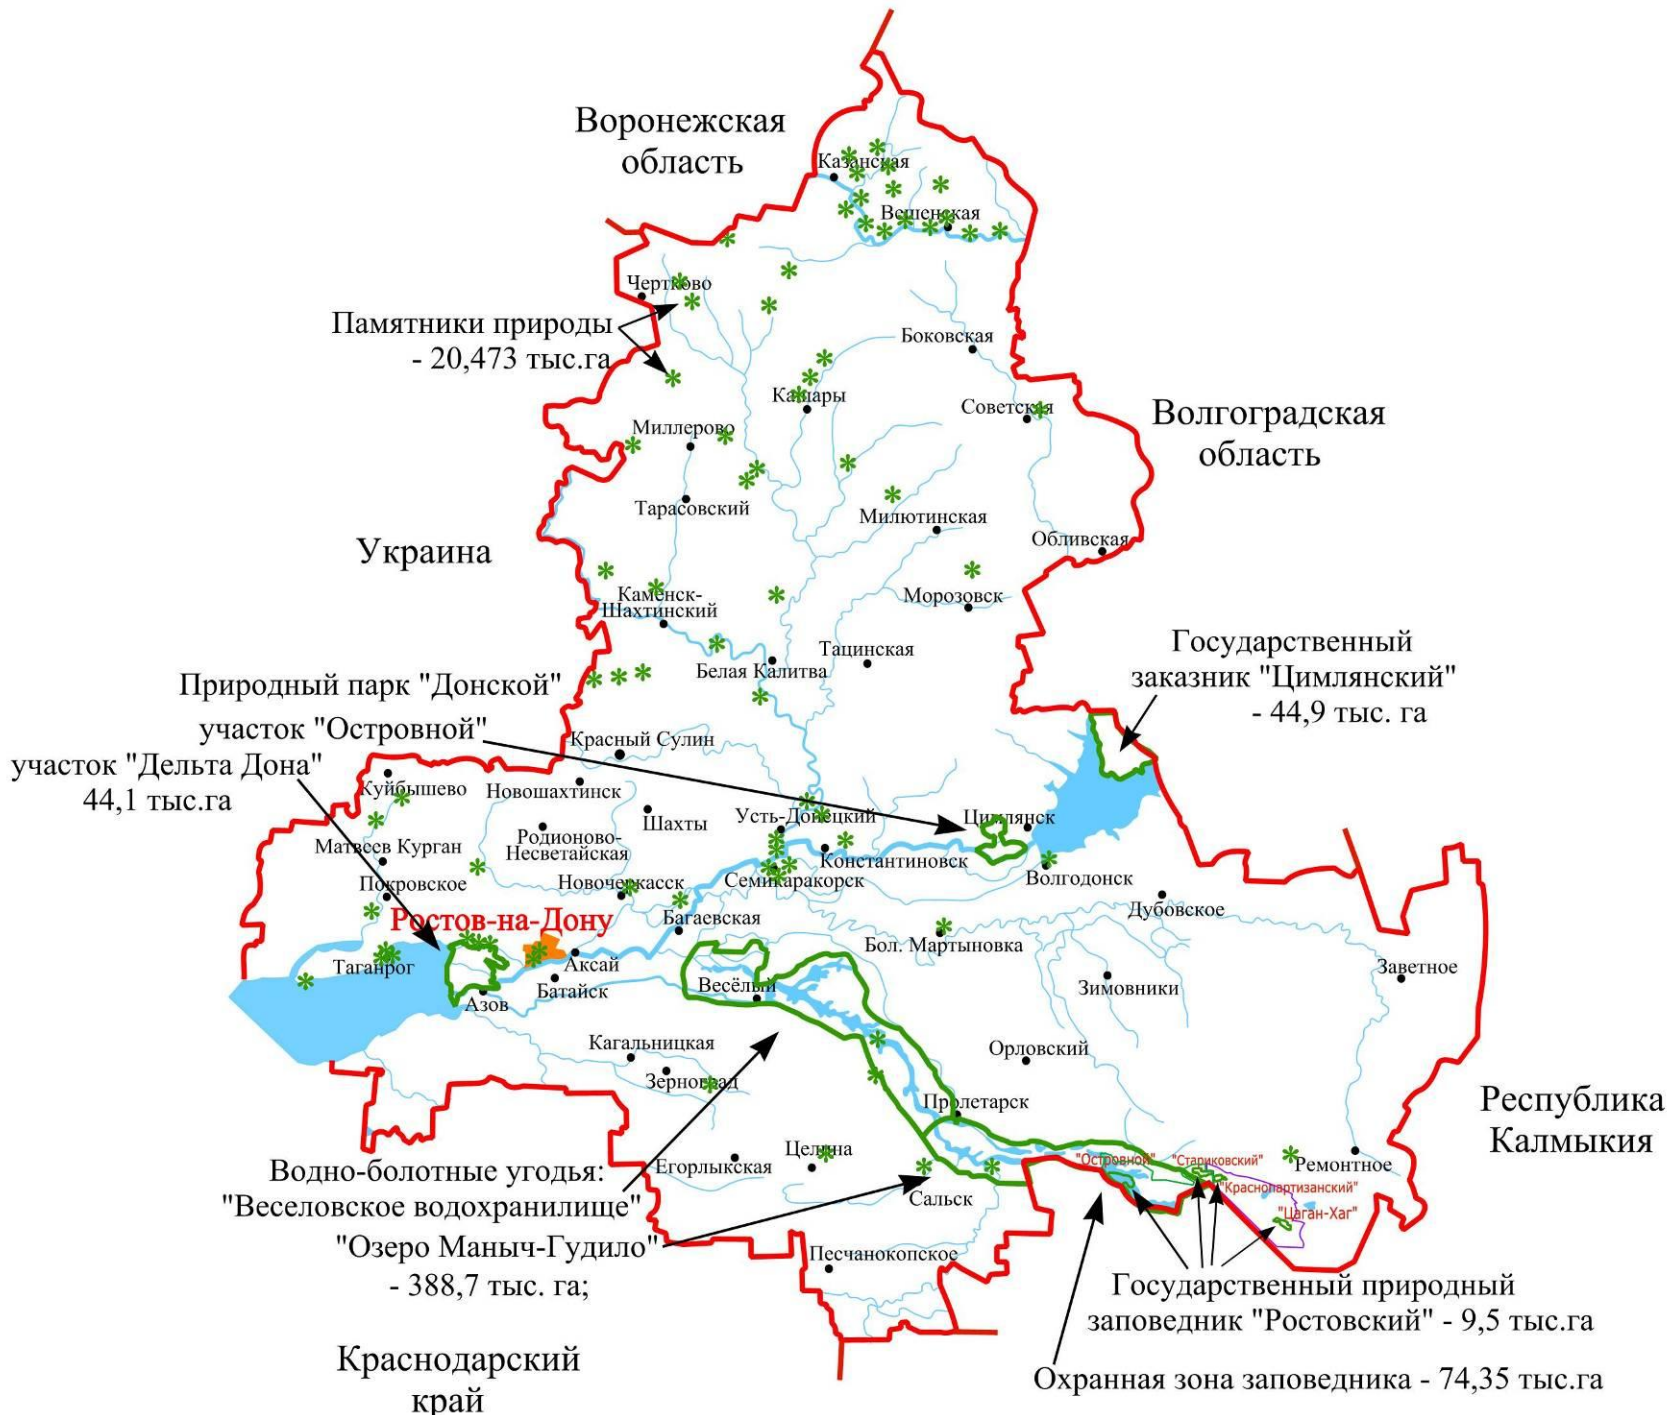 Воронежская
область
Казанская
Вешенская
Чертково
Памятники природы
- 20,473 тыс.га
Боковская
Кашары
Советская
Волгоградская
область
Миллерово
Тарасовский
Милютинская
Обливская
Украина
Каменск-
Шахтинский
Морозовск
Белая Калитва
Тацинская
Государственный
заказник "Цимлянский"
- 44,9 тыс. га
Природный парк "Донской"
участок "Островной"
участок "Дельта Дона"
44,1 тыс.га
Красный Сулин
Куйбышево
Новошахтинск
Шахты
Усть-Донецкий
Цимлянск
Родионово-
Несветайская
Матвеев Курган
Константиновск
Семикаракорск
Волгодонск
Покровское
Новочеркасск
Дубовское
Ростов-на-Дону
Багаевская
Бол. Мартыновка
Таганрог
Аксай
Батайск
Азов
Весёлый
Зимовники
Заветное
Кагальницкая
Зерноград
Орловский
Пролетарск
Республика
Калмыкия
Целина
Егорлыкская
Сальск
"Островной"
"Стариковский"
"Краснопартизанский"
"Цаган-Хаг"
Ремонтное
Водно-болотные угодья:
"Веселовское водохранилище"
"Озеро Маныч-Гудило"
- 388,7 тыс. га;
Песчанокопское
Государственный природный
заповедник "Ростовский" - 9,5 тыс.га
Охранная зона заповедника - 74,35 тыс.га
Краснодарский
край